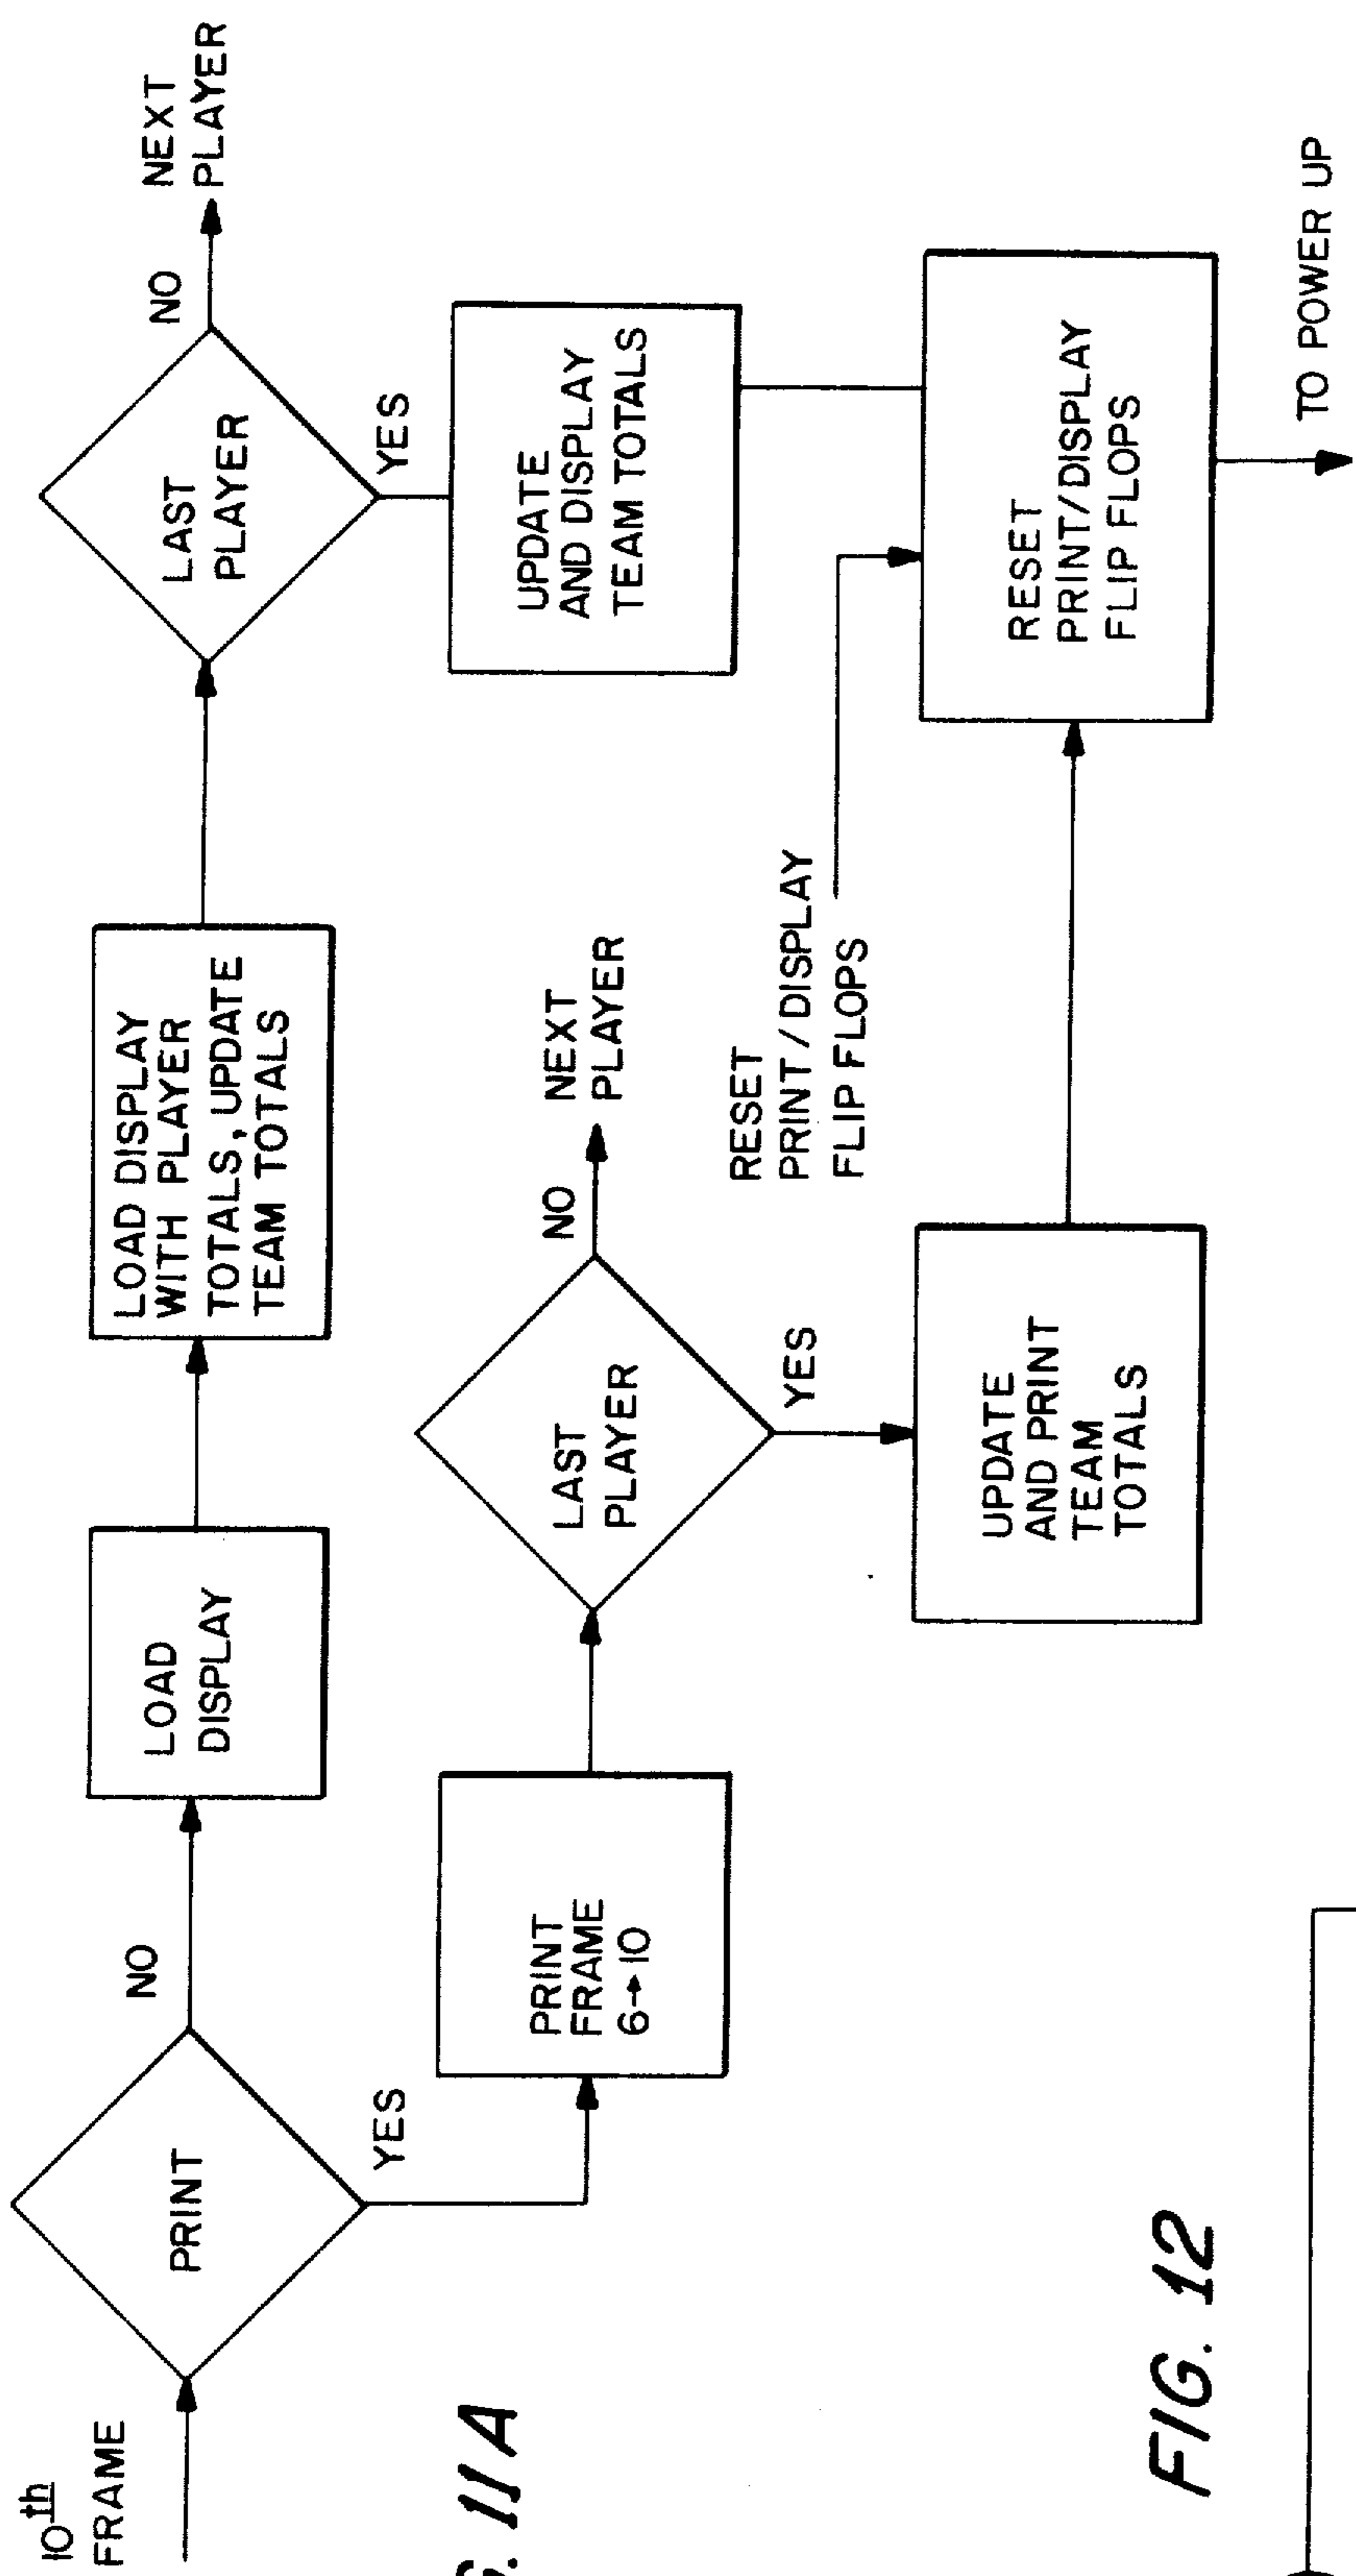 10th
FRAME
PRINT
NO
YES
LOAD
DISPLAY
LOAD DISPLAY
WITH PLAYER
TOTALS, UPDATE
TEAM TOTALS
LAST
PLAYER
NO
NEXT
PLAYER
YES
UPDATE
AND DISPLAY
TEAM TOTALS
PRINT
FRAME
6→10
LAST
PLAYER
NO
NEXT
PLAYER
YES
UPDATE
AND PRINT
TEAM
TOTALS
RESET
PRINT/DISPLAY
FLIP FLOPS
RESET
PRINT/DISPLAY
FLIP FLOPS
TO POWER UP
11A
FIG. 12